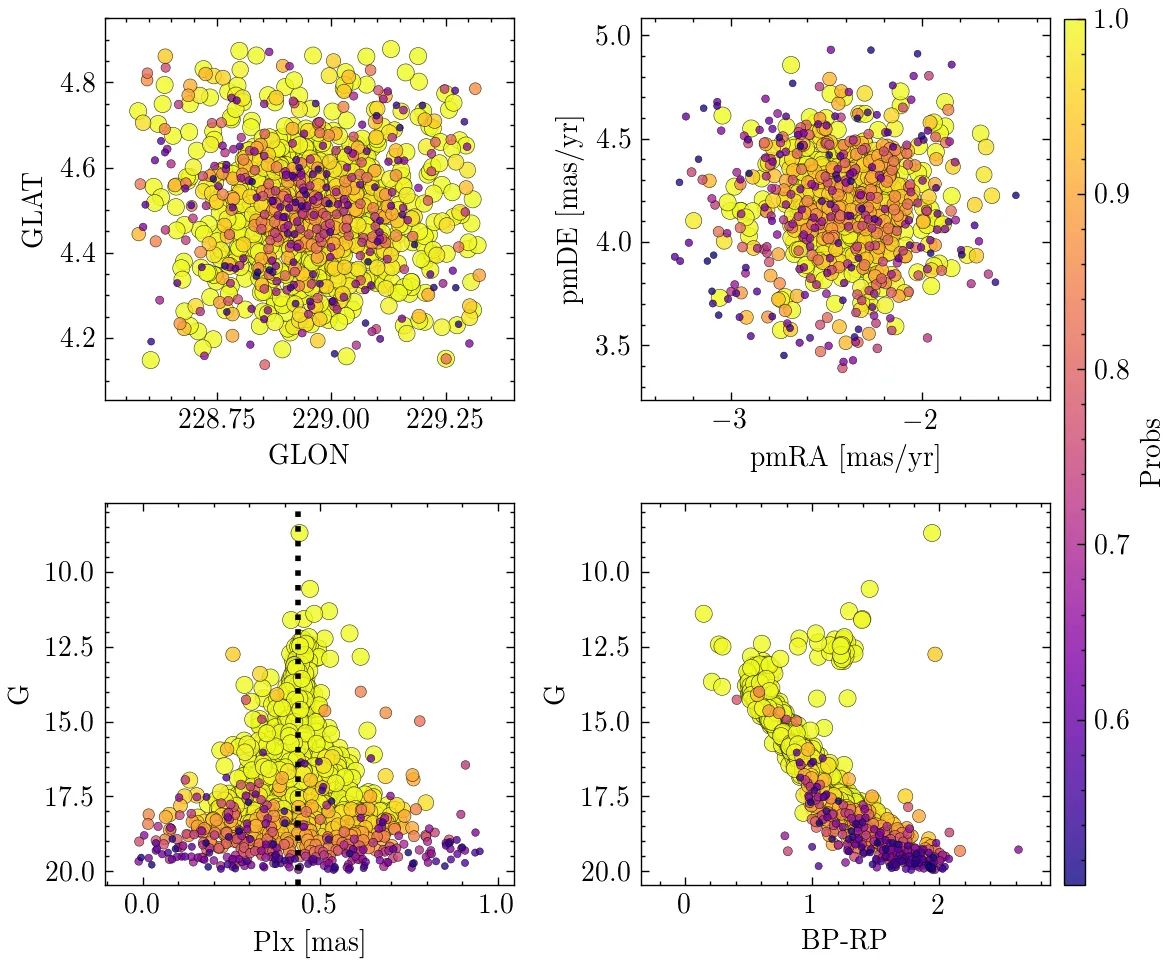 4.8
4.6
4.4
4.2
GLAT
228.75 229.00 229.25
GLON
5.0
4.5
4.0
3.5
pmDE [mas/yr]
−3 −2
pmRA [mas/yr]
1.0
0.9
0.8
0.7
0.6
Probs
10.0
12.5
15.0
17.5
20.0
G
0.0 0.5 1.0
Plx [mas]
10.0
12.5
15.0
17.5
20.0
G
0 1 2
BP-RP